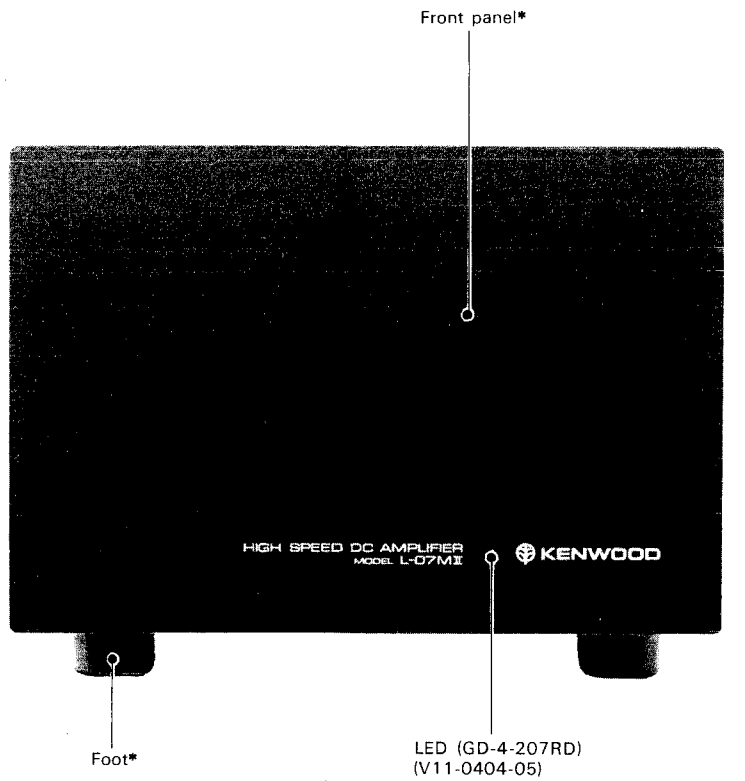 Front panel*
HIGH SPEED DC AMPLIFIER
MODEL L-07MII
KENWOOD
Foot*
LED (GD-4-207RD)
(V11-0404-05)